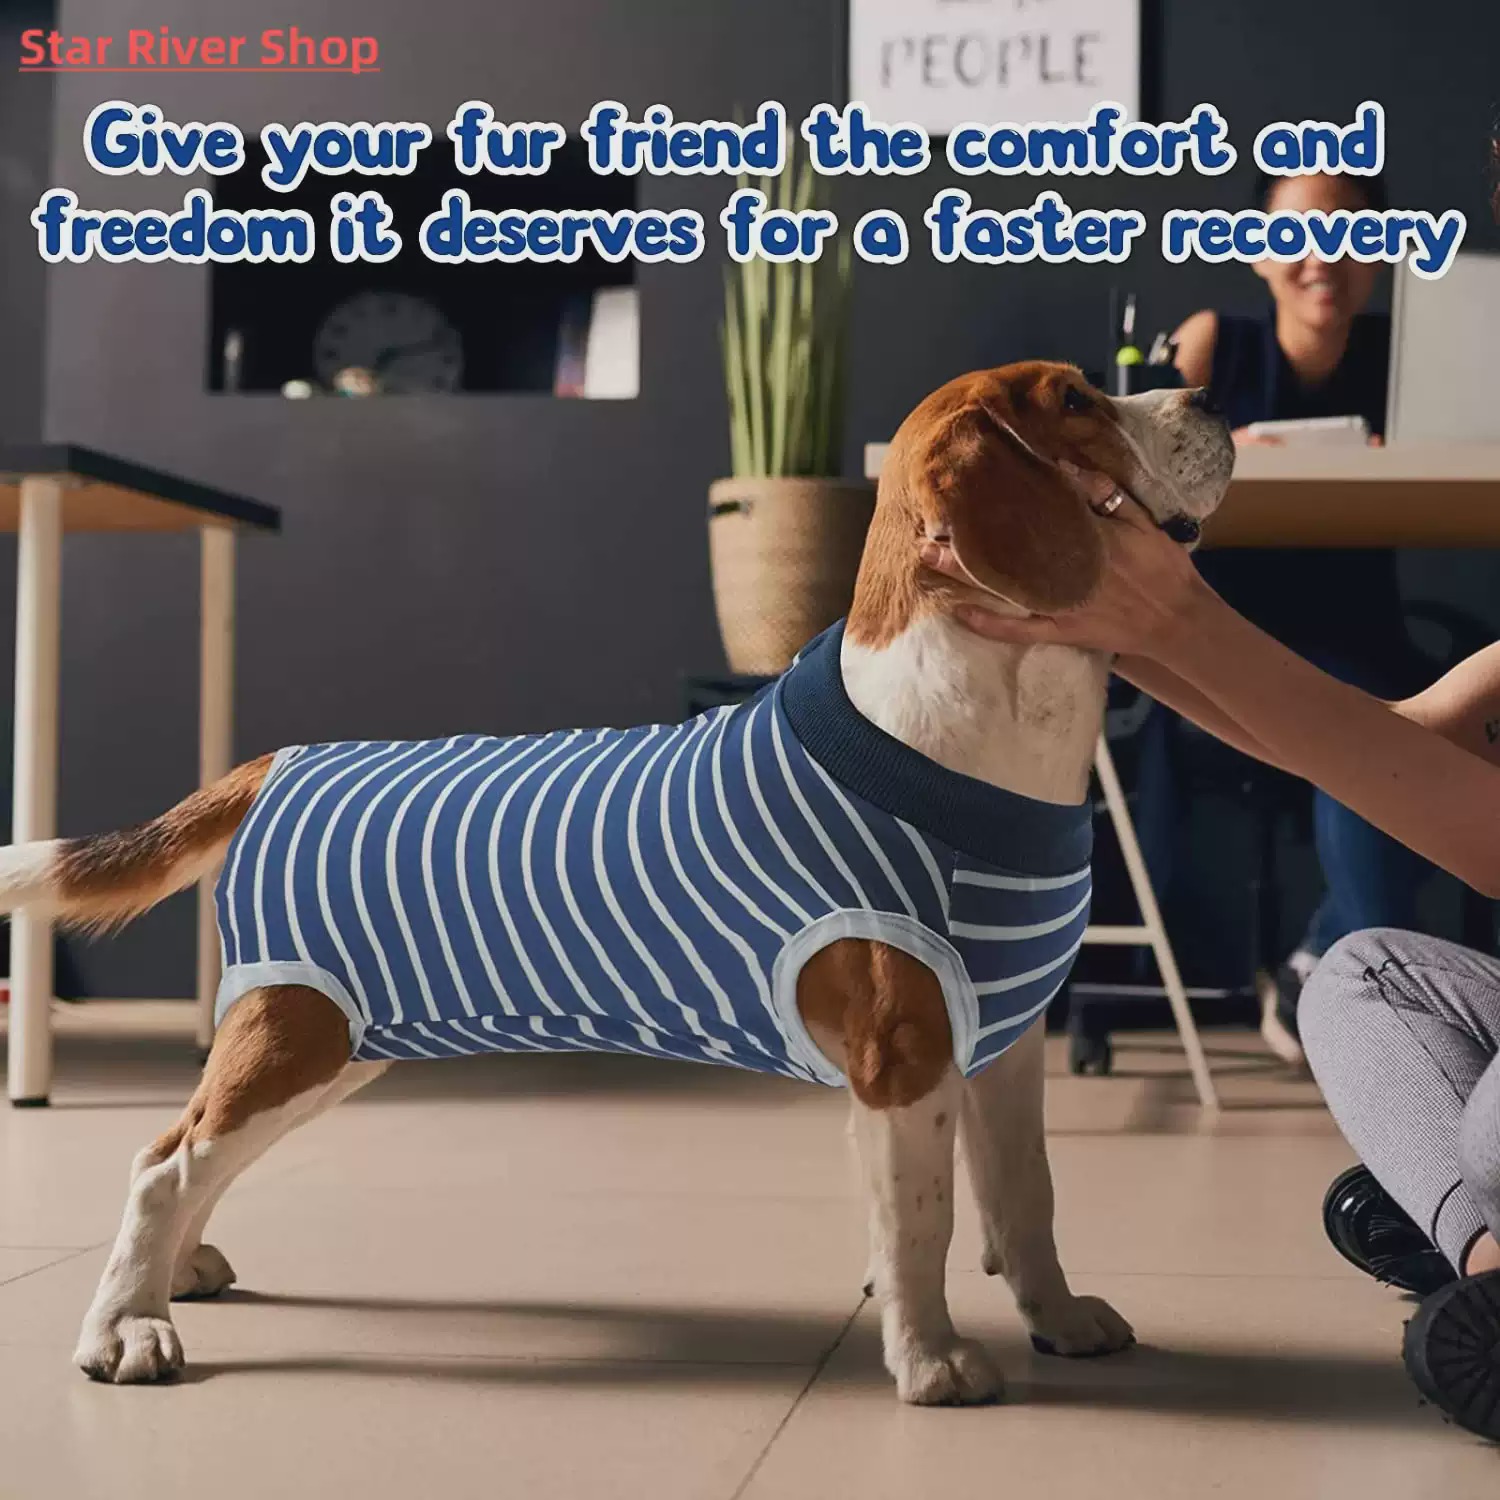 Star River Shop
PEOPLE
Give your fur friend the comfort and
freedom it deserves for a faster recovery